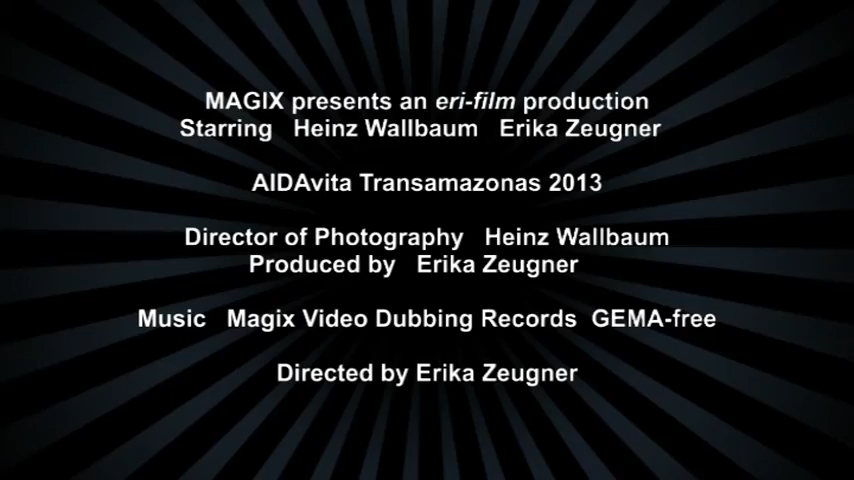 MAGIX presents an eri-film production
Starring Heinz Wallbaum Erika Zeugner
AIDAvita Transamazonas 2013
Director of Photography Heinz Wallbaum
Produced by Erika Zeugner
Music Magix Video Dubbing Records GEMA-free
Directed by Erika Zeugner